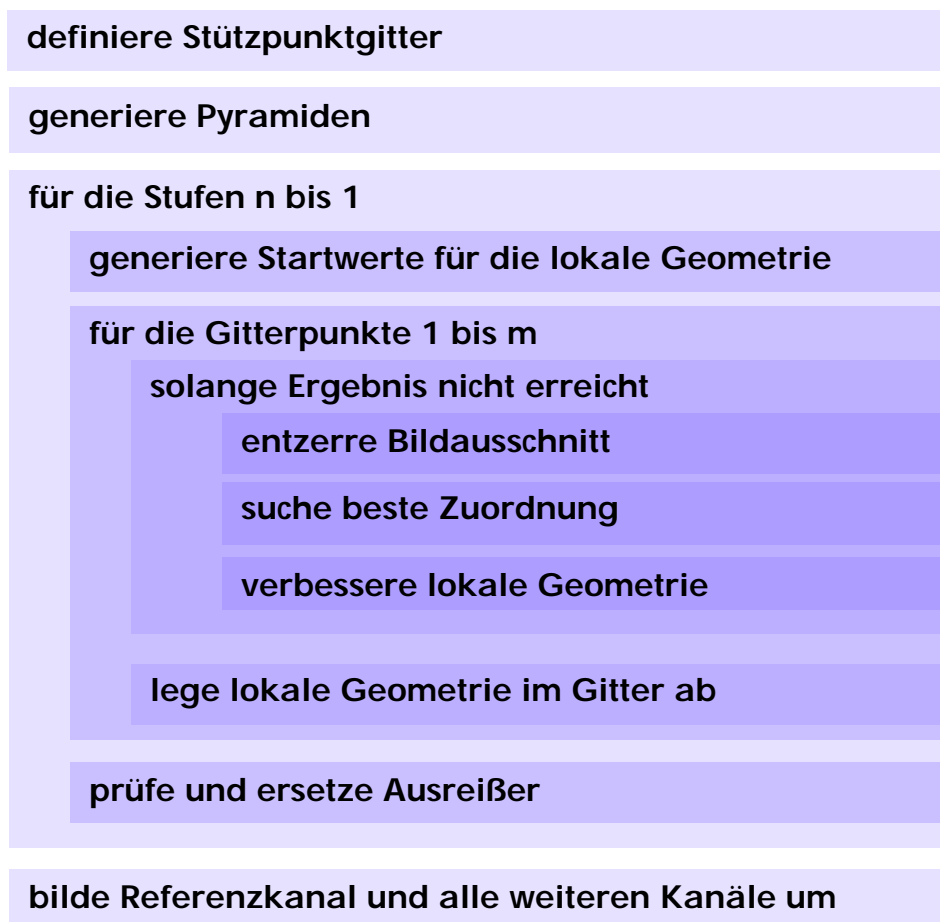 definiere Stützpunktgitter
generiere Pyramiden
für die Stufen n bis 1
generiere Startwerte für die lokale Geometrie
für die Gitterpunkte 1 bis m
solange Ergebnis nicht erreicht
entzerre Bildausschnitt
suche beste Zuordnung
verbessere lokale Geometrie
lege lokale Geometrie im Gitter ab
prüfe und ersetze Ausreißer
bilde Referenzkanal und alle weiteren Kanäle um